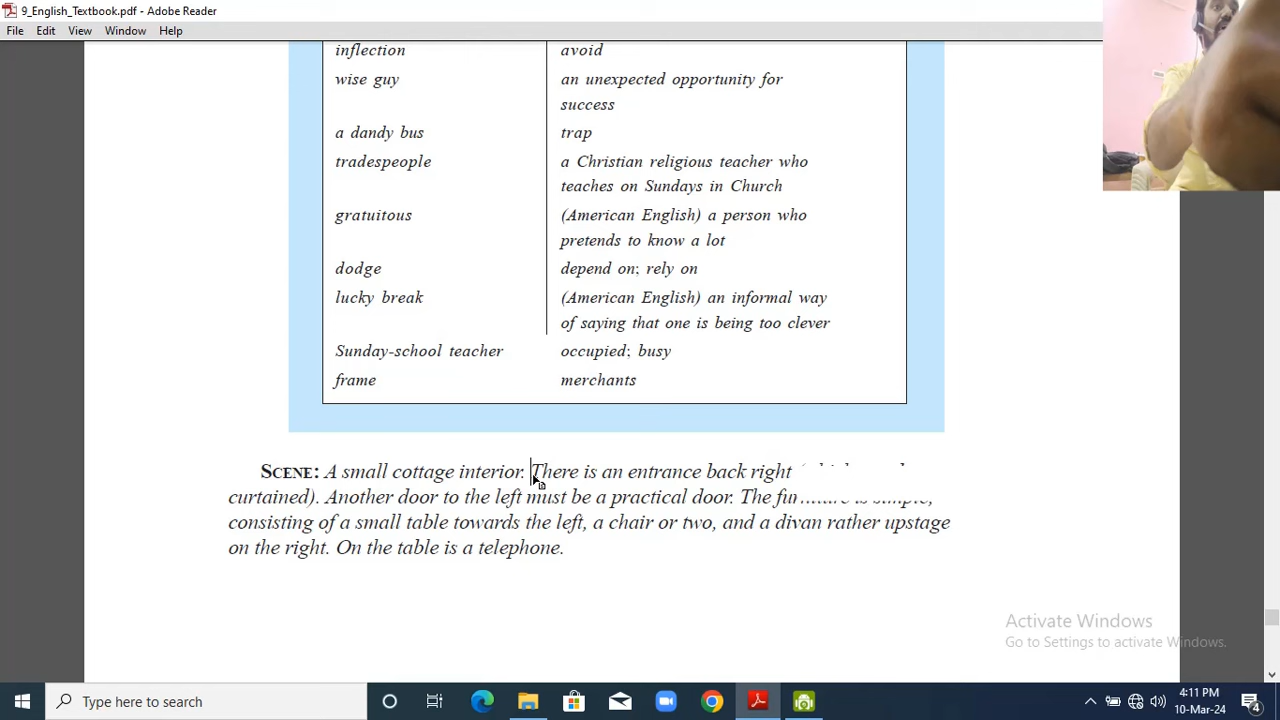 9_English_Textbook.pdf - Adobe Reader
File Edit View Window Help
inflection avoid
wise guy an unexpected opportunity for
success
a dandy bus trap
tradespeople a Christian religious teacher who
teaches on Sundays in Church
gratuitous (American English) a person who
pretends to know a lot
dodge depend on; rely on
lucky break (American English) an informal way
of saying that one is being too clever
Sunday-school teacher occupied; busy
frame merchants
SCENE: A small cottage interior. There is an entrance back right
curtained). Another door to the left must be a practical door. The is simple,
consisting of a small table towards the left, a chair or two, and a divan rather upstage
on the right. On the table is a telephone.
Activate Windows
Go to Settings to activate Windows.
Type here to search
4:11 PM
10-Mar-24
4